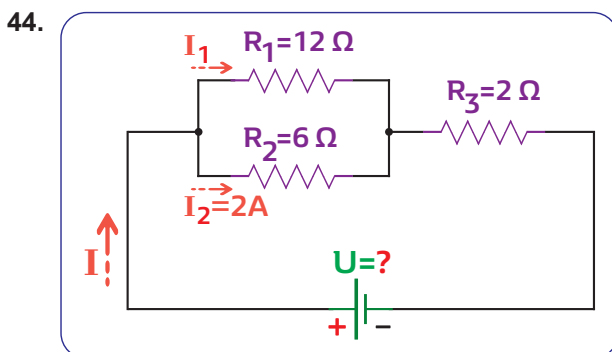 44.
I₁
R₁=12 Ω
R₃=2 Ω
R₂=6 Ω
I₂=2A
I
U=?
+ −